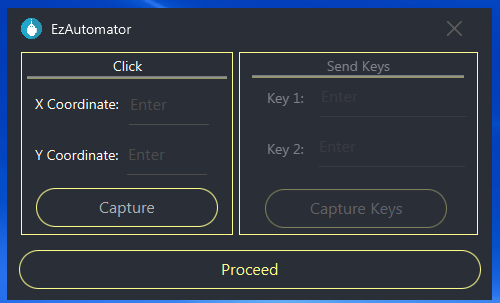 EzAutomator
Click
X Coordinate: Enter
Y Coordinate: Enter
Capture
Send Keys
Key 1: Enter
Key 2: Enter
Capture Keys
Proceed